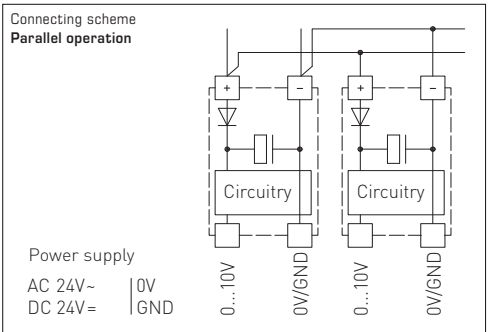 Connecting scheme
Parallel operation
+
−
+
−
Circuitry
Circuitry
Power supply
AC 24V~ 0V
DC 24V= GND
0...10V
0V/GND
0...10V
0V/GND